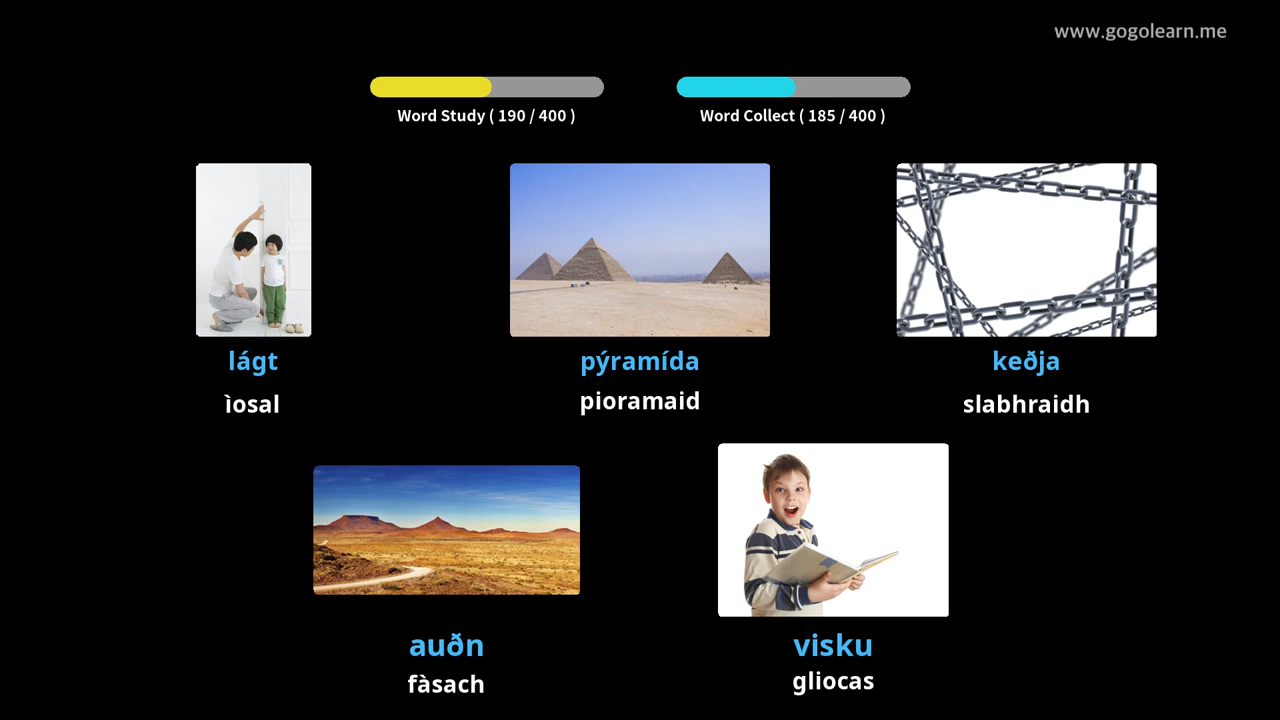 www.gogolearn.me
Word Study ( 190 / 400 )
Word Collect ( 185 / 400 )
lágt
ìosal
pýramída
pioramaid
keðja
slabhraidh
auðn
fàsach
visku
gliocas